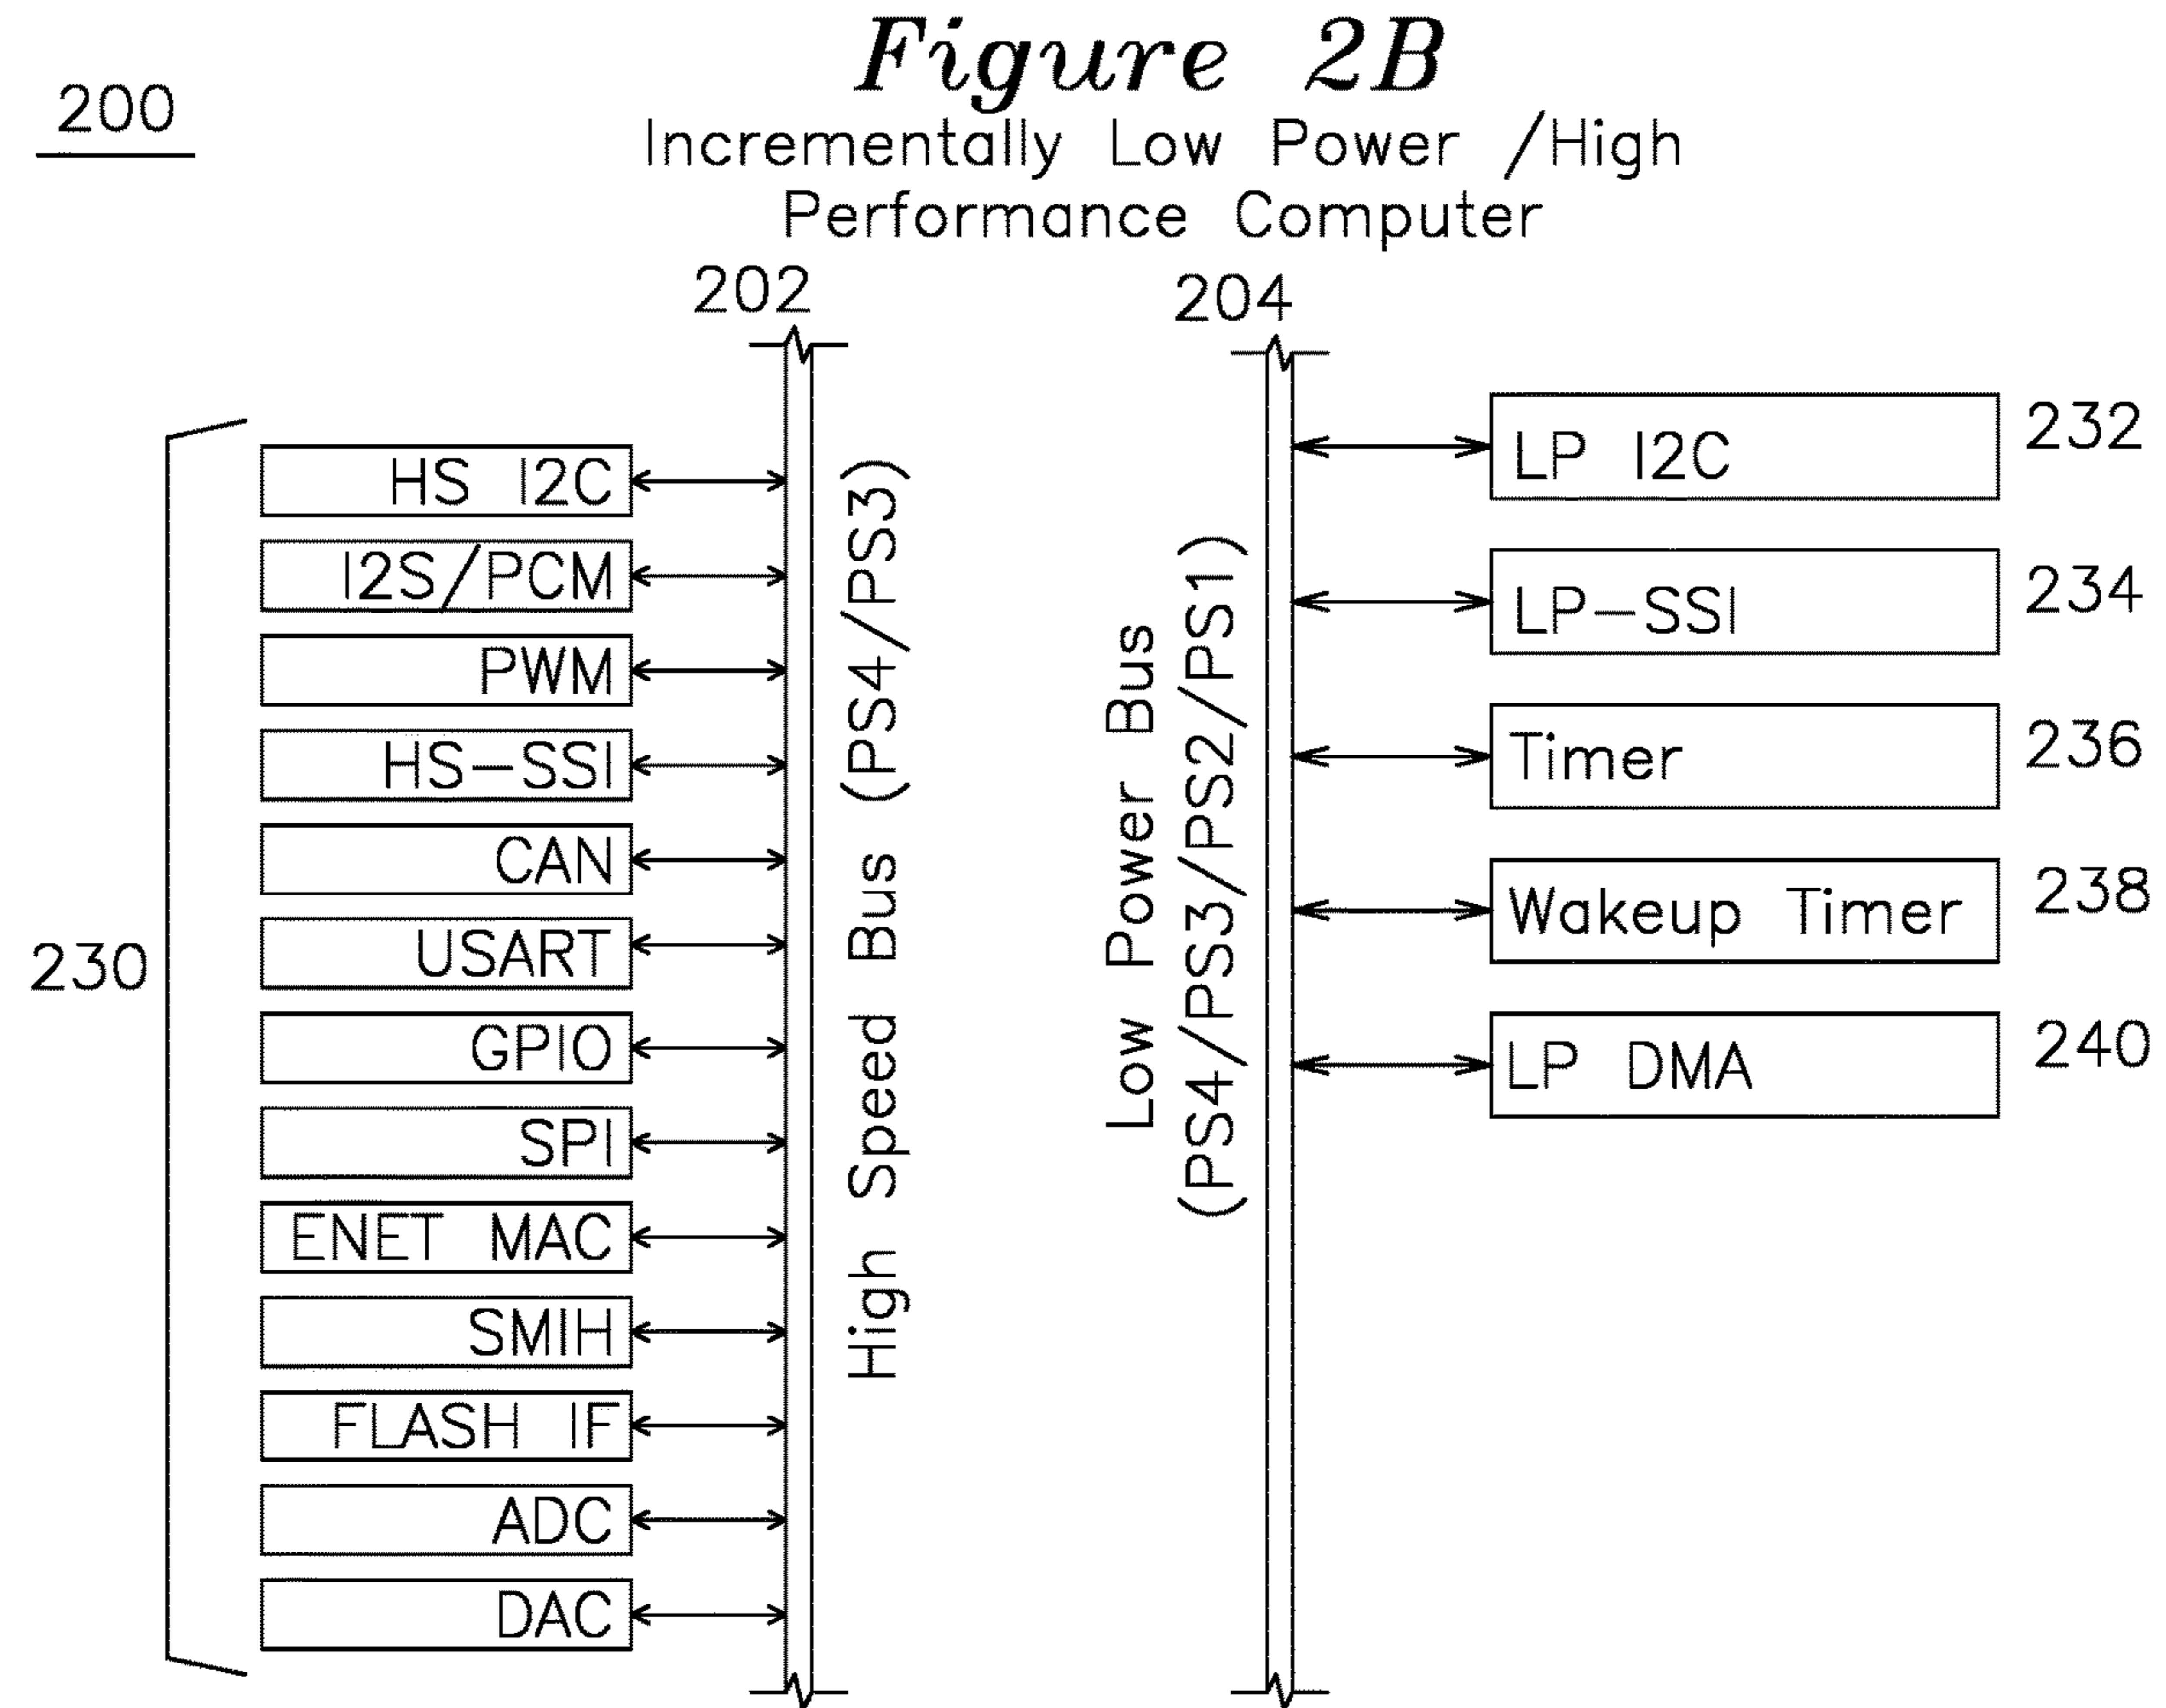 Figure 2B
200
Incrementally Low Power /High
Performance Computer
202
204
230
HS I2C
I2S/PCM
PWM
HS-SSI
CAN
USART
GPIO
SPI
ENET MAC
SMIH
FLASH IF
ADC
DAC
High Speed Bus (PS4/PS3)
Low Power Bus
(PS4/PS3/PS2/PS1)
LP I2C
232
LP-SSI
234
Timer
236
Wakeup Timer
238
LP DMA
240